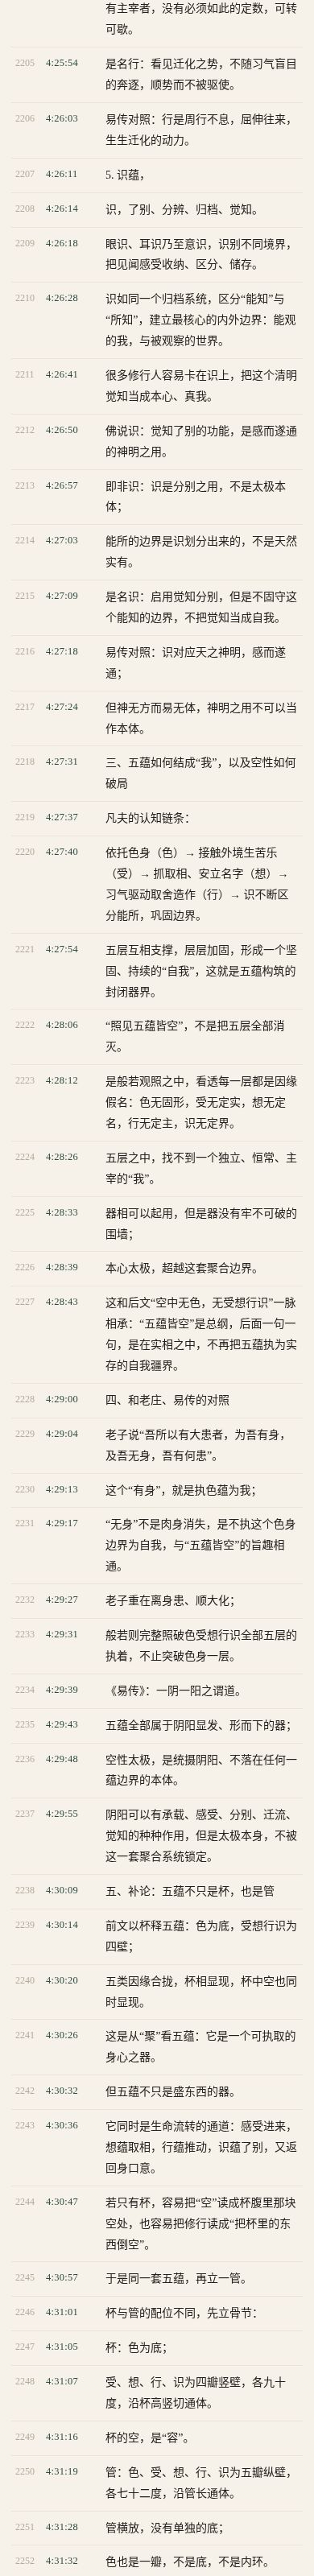 有主宰者，没有必须如此的定数，可转
可歇。
2205 4:25:54 是名行：看见迁化之势，不随习气盲目
的奔逐，顺势而不被驱使。
2206 4:26:03 易传对照：行是周行不息，屈伸往来，
生生迁化的动力。
2207 4:26:11 5. 识蕴，
2208 4:26:14 识，了别、分辨、归档、觉知。
2209 4:26:18 眼识、耳识乃至意识，识别不同境界，
把见闻感受收纳、区分、储存。
2210 4:26:28 识如同一个归档系统，区分“能知”与
“所知”，建立最核心的内外边界：能观
的我，与被观察的世界。
2211 4:26:41 很多修行人容易卡在识上，把这个清明
觉知当成本心、真我。
2212 4:26:50 佛说识：觉知了别的功能，是感而遂通
的神明之用。
2213 4:26:57 即非识：识是分别之用，不是太极本
体；
2214 4:27:03 能所的边界是识划分出来的，不是天然
实有。
2215 4:27:09 是名识：启用觉知分别，但是不固守这
个能知的边界，不把觉知当成自我。
2216 4:27:18 易传对照：识对应天之神明，感而遂
通；
2217 4:27:24 但神无方而易无体，神明之用不可以当
作本体。
2218 4:27:31 三、五蕴如何结成“我”，以及空性如何
破局
2219 4:27:37 凡夫的认知链条：
2220 4:27:40 依托色身（色）→ 接触外境生苦乐
（受）→ 抓取相、安立名字（想）→
习气驱动取舍造作（行）→ 识不断区
分能所，巩固边界。
2221 4:27:54 五层互相支撑，层层加固，形成一个坚
固、持续的“自我”，这就是五蕴构筑的
封闭器界。
2222 4:28:06 “照见五蕴皆空”，不是把五层全部消
灭。
2223 4:28:12 是般若观照之中，看透每一层都是因缘
假名：色无固形，受无定实，想无定
名，行无定主，识无定界。
2224 4:28:26 五层之中，找不到一个独立、恒常、主
宰的“我”。
2225 4:28:33 器相可以起用，但是器没有牢不可破的
围墙；
2226 4:28:39 本心太极，超越这套聚合边界。
2227 4:28:43 这和后文“空中无色，无受想行识”一脉
相承：“五蕴皆空”是总纲，后面一句一
句，是在实相之中，不再把五蕴执为实
存的自我疆界。
2228 4:29:00 四、和老庄、易传的对照
2229 4:29:04 老子说“吾所以有大患者，为吾有身，
及吾无身，吾有何患”。
2230 4:29:13 这个“有身”，就是执色蕴为我；
2231 4:29:17 “无身”不是肉身消失，是不执这个色身
边界为自我，与“五蕴皆空”的旨趣相
通。
2232 4:29:27 老子重在离身患、顺大化；
2233 4:29:31 般若则完整照破色受想行识全部五层的
执着，不止突破色身一层。
2234 4:29:39 《易传》：一阴一阳之谓道。
2235 4:29:43 五蕴全部属于阴阳显发、形而下的器；
2236 4:29:48 空性太极，是统摄阴阳、不落在任何一
蕴边界的本体。
2237 4:29:55 阴阳可以有承载、感受、分别、迁流、
觉知的种种作用，但是太极本身，不被
这一套聚合系统锁定。
2238 4:30:09 五、补论：五蕴不只是杯，也是管
2239 4:30:14 前文以杯释五蕴：色为底，受想行识为
四壁；
2240 4:30:20 五类因缘合拢，杯相显现，杯中空也同
时显现。
2241 4:30:26 这是从“聚”看五蕴：它是一个可执取的
身心之器。
2242 4:30:32 但五蕴不只是盛东西的器。
2243 4:30:36 它同时是生命流转的通道：感受进来，
想蕴取相，行蕴推动，识蕴了别，又返
回身口意。
2244 4:30:47 若只有杯，容易把“空”读成杯腹里那块
空处，也容易把修行读成“把杯里的东
西倒空”。
2245 4:30:57 于是同一套五蕴，再立一管。
2246 4:31:01 杯与管的配位不同，先立骨节：
2247 4:31:05 杯：色为底；
2248 4:31:07 受、想、行、识为四瓣竖壁，各九十
度，沿杯高竖切通体。
2249 4:31:16 杯的空，是“容”。
2250 4:31:19 管：色、受、想、行、识为五瓣纵壁，
各七十二度，沿管长通体。
2251 4:31:28 管横放，没有单独的底；
2252 4:31:32 色也是一瓣，不是底，不是内环。